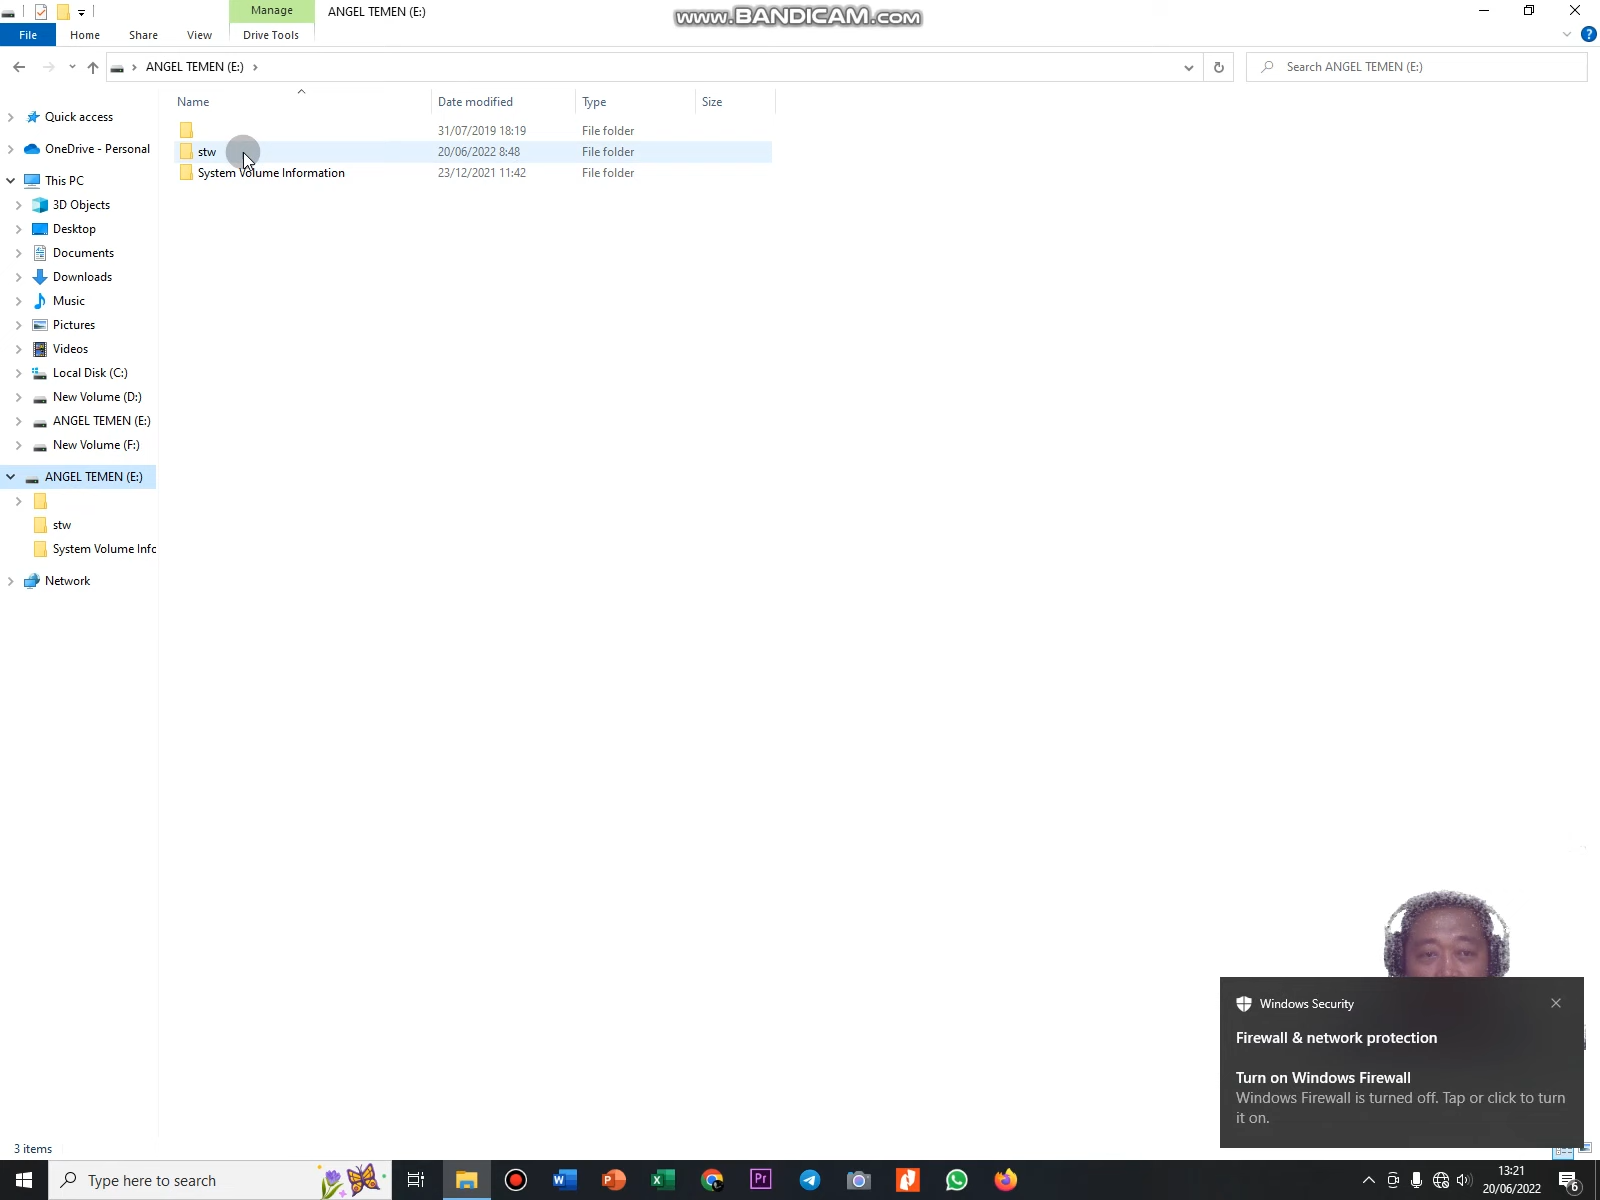 Manage
ANGEL TEMEN (E:)
WWW.BANDICAM.COM
File
Home
Share
View
Drive Tools
ANGEL TEMEN (E:)
Search ANGEL TEMEN (E:)
Name
Date modified
Type
Size
31/07/2019 18:19
File folder
stw
20/06/2022 8:48
File folder
System Volume Information
23/12/2021 11:42
File folder
Quick access
OneDrive - Personal
This PC
3D Objects
Desktop
Documents
Downloads
Music
Pictures
Videos
Local Disk (C:)
New Volume (D:)
ANGEL TEMEN (E:)
New Volume (F:)
ANGEL TEMEN (E:)
stw
System Volume Infc
Network
Windows Security
Firewall & network protection
Turn on Windows Firewall
Windows Firewall is turned off. Tap or click to turn
it on.
3 items
Type here to search
13:21
20/06/2022
6